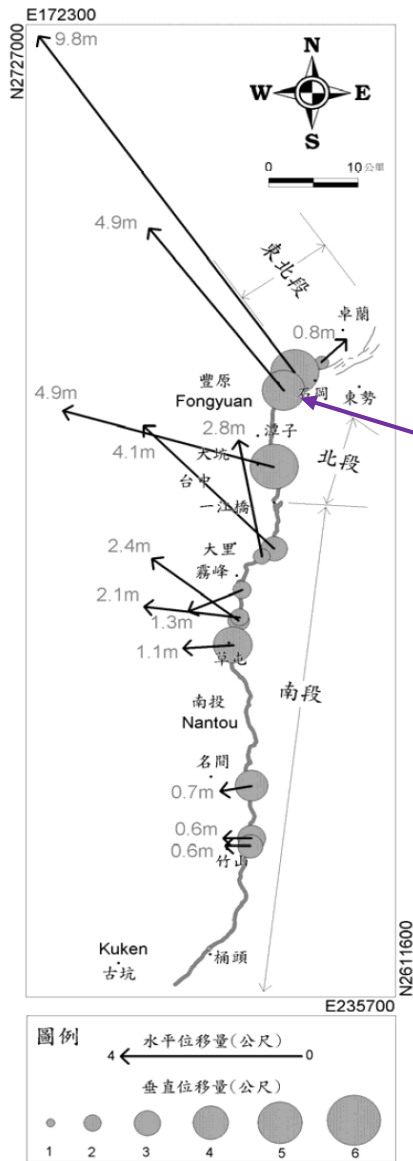 E172300
N2727000
9.8m
N
W
E
S
0
10 公里
4.9m
東北段
卓蘭
0.8m
豐原
石岡
東勢
Fongyuan
4.9m
2.8m
潭子
4.1m
大坑
北段
台中
一江橋
2.4m
大里
霧峰
2.1m
1.3m
1.1m
草屯
南投
南段
Nantou
名間
0.7m
0.6m
0.6m
竹山
Kuken
古坑
桶頭
N2611600
E235700
圖例
水平位移量(公尺)
4
0
垂直位移量(公尺)
1 2 3 4 5 6